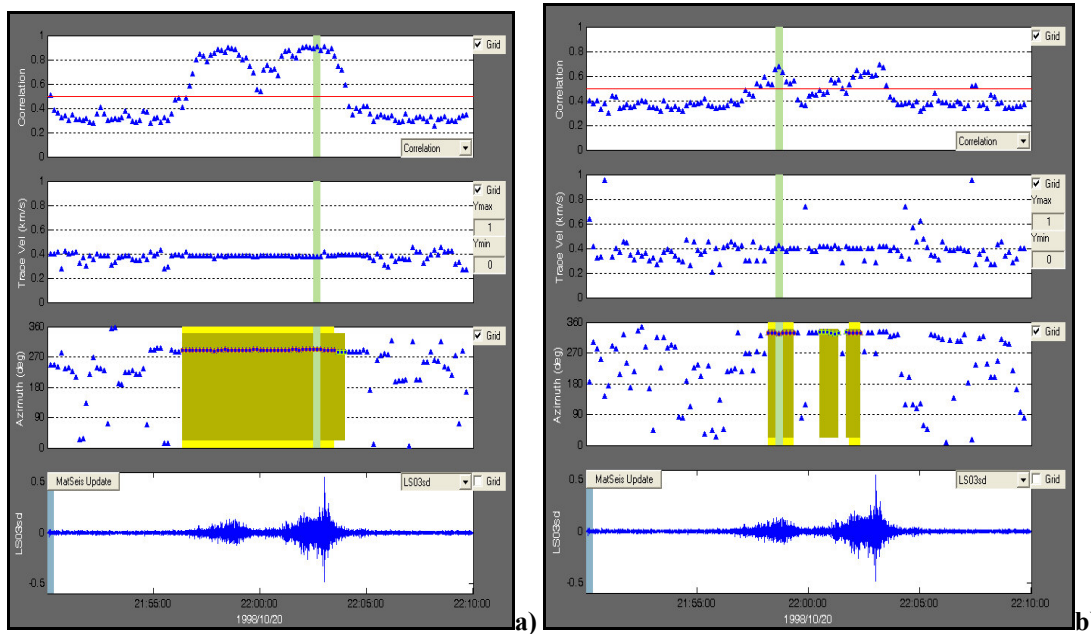 1
0.8
0.6
0.4
0.2
0
Correlation
Grid
Correlation
1
0.8
0.6
0.4
0.2
0
Trace Vel (km/s)
Grid
Ymax
1
Ymin
0
360
270
180
90
0
Azimuth (deg)
Grid
0.5
0
-0.5
LS03sd
MatSeis Update
LS03sd
Grid
21:55:00
22:00:00
22:05:00
22:10:00
1998/10/20
a)
1
0.8
0.6
0.4
0.2
0
Correlation
Grid
Correlation
1
0.8
0.6
0.4
0.2
0
Trace Vel (km/s)
Grid
Ymax
1
Ymin
0
360
270
180
90
0
Azimuth (deg)
Grid
0.5
0
-0.5
LS03sd
MatSeis Update
LS03sd
Grid
21:55:00
22:00:00
22:05:00
22:10:00
1998/10/20
b